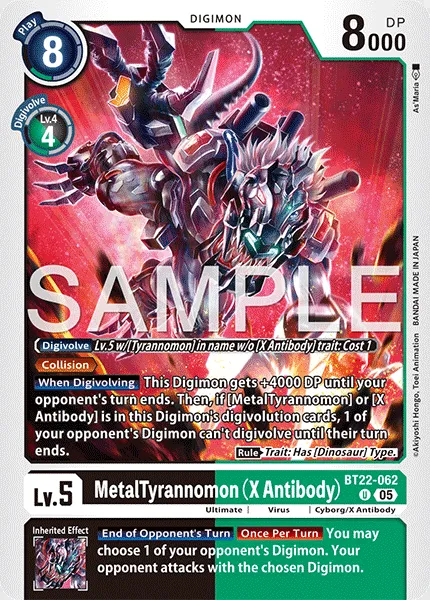 DIGIMON
Play
8
DP
8000
Digivolve
Lv.4
4
As'Maria
SAMPLE
©Akiyoshi Hongo, Toei Animation BANDAI MADE IN JAPAN
Digivolve Lv.5 w/[Tyrannomon] in name w/o [X Antibody] trait: Cost 1
Collision
When Digivolving This Digimon gets +4000 DP until your
opponent's turn ends. Then, if [MetalTyrannomon] or [X
Antibody] is in this Digimon's digivolution cards, 1 of
your opponent's Digimon can't digivolve until their turn
ends.
Rule Trait: Has [Dinosaur] Type.
Lv.5
MetalTyrannomon (X Antibody)
BT22-062
U 05
Ultimate | Virus | Cyborg/X Antibody
Inherited Effect
End of Opponent's Turn Once Per Turn You may
choose 1 of your opponent's Digimon. Your
opponent attacks with the chosen Digimon.